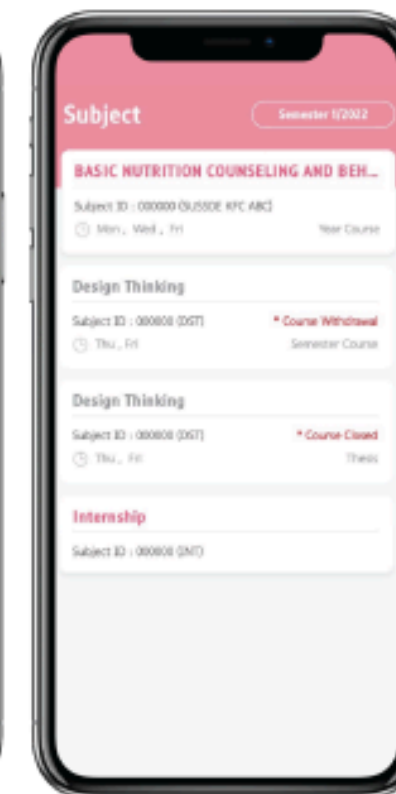 Subject
Semester 1/2022
BASIC NUTRITION COUNSELING AND BEH...
Subject ID : 000000 KFC ABC)
Mon , Wed , Fri
Year Course
Design Thinking
Subject ID : 000000 (DST)
* Course Withdrawal
Thu , Fri
Semester Course
Design Thinking
Subject ID : 000000 (DST)
* Course Closed
Thu , Fri
Thesis
Internship
Subject ID : 000000 (INT)